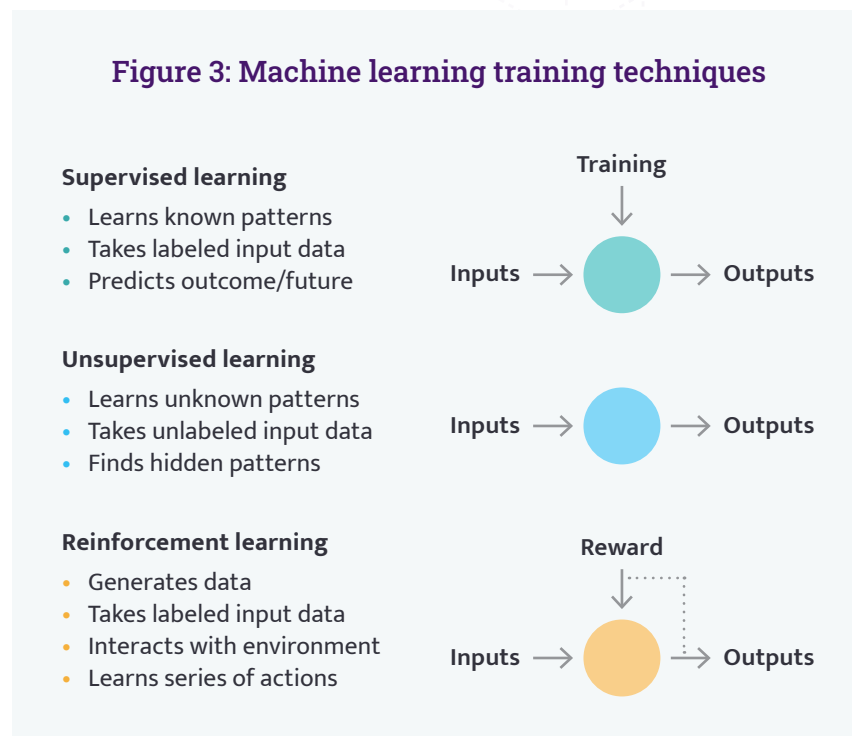 Figure 3: Machine learning training techniques
Supervised learning
• Learns known patterns
• Takes labeled input data
• Predicts outcome/future
Training
Inputs
Outputs
Unsupervised learning
• Learns unknown patterns
• Takes unlabeled input data
• Finds hidden patterns
Inputs
Outputs
Reinforcement learning
• Generates data
• Takes labeled input data
• Interacts with environment
• Learns series of actions
Reward
Inputs
Outputs